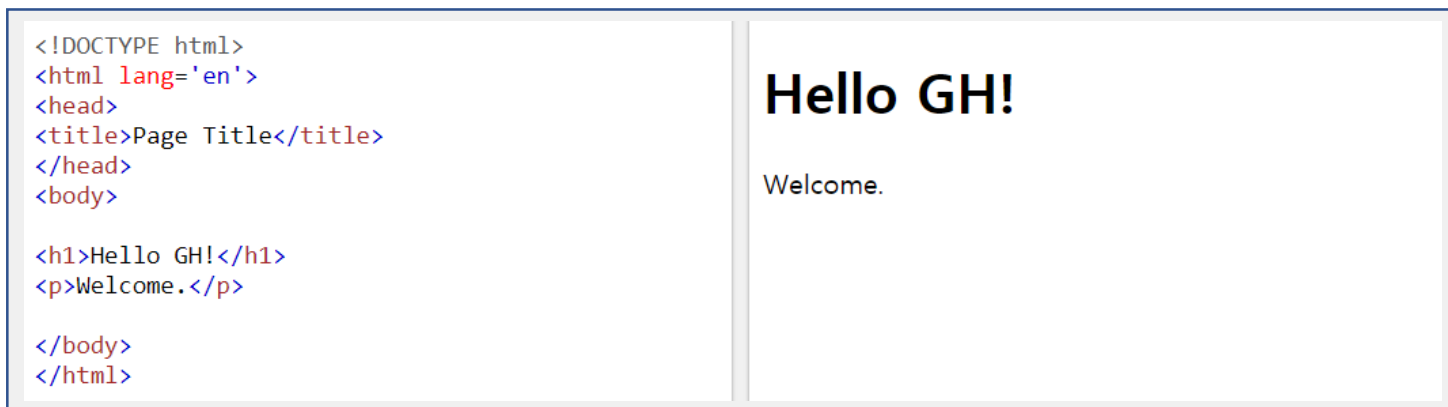 <!DOCTYPE html>
<html lang='en'>
<head>
<title>Page Title</title>
</head>
<body>
<h1>Hello GH!</h1>
<p>Welcome.</p>
</body>
</html>
Hello GH!
Welcome.